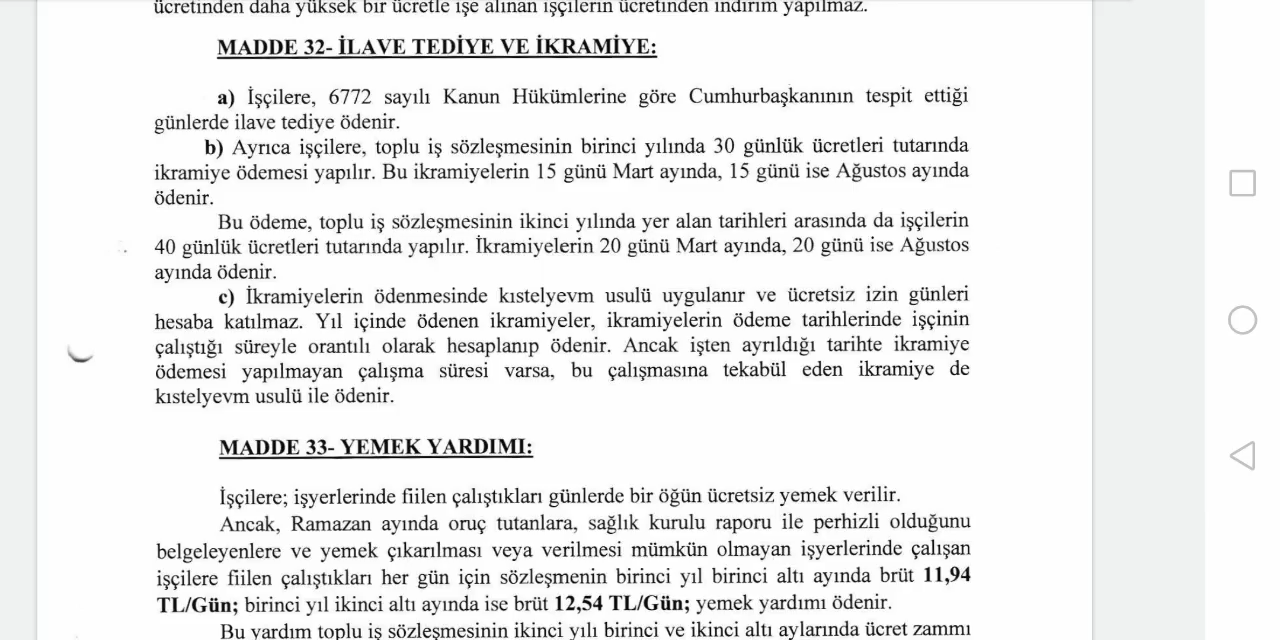 ücretinden daha yüksek bir ücretle işe alınan işçilerin ücretinden indirim yapılmaz.
MADDE 32- İLAVE TEDİYE VE İKRAMİYE:
a) İşçilere, 6772 sayılı Kanun Hükümlerine göre Cumhurbaşkanının tespit ettiği
günlerde ilave tediye ödenir.
b) Ayrıca işçilere, toplu iş sözleşmesinin birinci yılında 30 günlük ücretleri tutarında
ikramiye ödemesi yapılır. Bu ikramiyelerin 15 günü Mart ayında, 15 günü ise Ağustos ayında
ödenir.
Bu ödeme, toplu iş sözleşmesinin ikinci yılında yer alan tarihleri arasında da işçilerin
40 günlük ücretleri tutarında yapılır. İkramiyelerin 20 günü Mart ayında, 20 günü ise Ağustos
ayında ödenir.
c) İkramiyelerin ödenmesinde kıstelyevm usulü uygulanır ve ücretsiz izin günleri
hesaba katılmaz. Yıl içinde ödenen ikramiyeler, ikramiyelerin ödeme tarihlerinde işçinin
çalıştığı süreyle orantılı olarak hesaplanıp ödenir. Ancak işten ayrıldığı tarihte ikramiye
ödemesi yapılmayan çalışma süresi varsa, bu çalışmasına tekabül eden ikramiye de
kıstelyevm usulü ile ödenir.
MADDE 33- YEMEK YARDIMI:
İşçilere; işyerlerinde fiilen çalıştıkları günlerde bir öğün ücretsiz yemek verilir.
Ancak, Ramazan ayında oruç tutanlara, sağlık kurulu raporu ile perhizli olduğunu
belgeleyenlere ve yemek çıkarılması veya verilmesi mümkün olmayan işyerlerinde çalışan
işçilere fiilen çalıştıkları her gün için sözleşmenin birinci yıl birinci altı ayında brüt 11,94
TL/Gün; birinci yıl ikinci altı ayında ise brüt 12,54 TL/Gün; yemek yardımı ödenir.
Bu yardım toplu iş sözleşmesinin ikinci yılı birinci ve ikinci altı aylarında ücret zammı